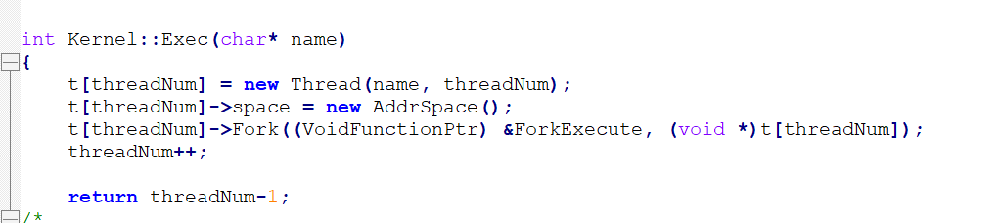 int Kernel::Exec(char* name)
{
    t[threadNum] = new Thread(name, threadNum);
    t[threadNum]->space = new AddrSpace();
    t[threadNum]->Fork((VoidFunctionPtr) &ForkExecute, (void *)t[threadNum]);
    threadNum++;

    return threadNum-1;
/*